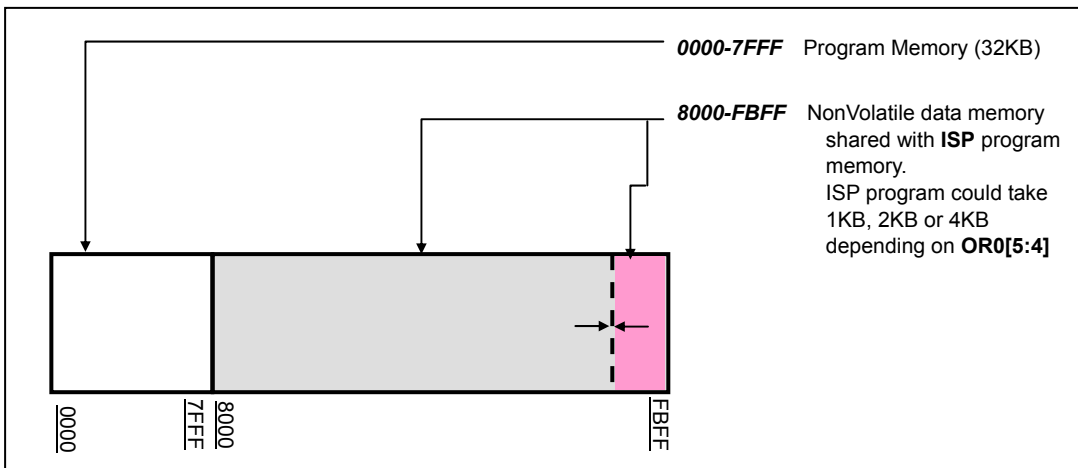 0000-7FFF Program Memory (32KB)
8000-FBFF NonVolatile data memory
shared with ISP program
memory.
ISP program could take
1KB, 2KB or 4KB
depending on OR0[5:4]
0000
7FFF
8000
FBFF